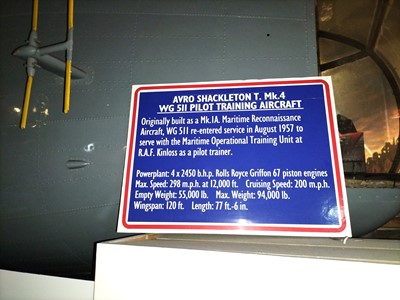 AVRO SHACKLETON T. Mk.4
WG 511 PILOT TRAINING AIRCRAFT
Originally built as a Mk.1A. Maritime Reconnaissance
Aircraft, WG 511 re-entered service in August 1957 to
serve with the Maritime Operational Training Unit at
R.A.F. Kinloss as a pilot trainer.
Powerplant: 4 x 2450 b.h.p. Rolls Royce Griffon 67 piston engines
Max. Speed: 298 m.p.h. at 12,000 ft. Cruising Speed: 200 m.p.h.
Empty Weight: 55,000 lb. Max. Weight: 94,000 lb.
Wingspan: 120 ft. Length: 77 ft.-6 in.